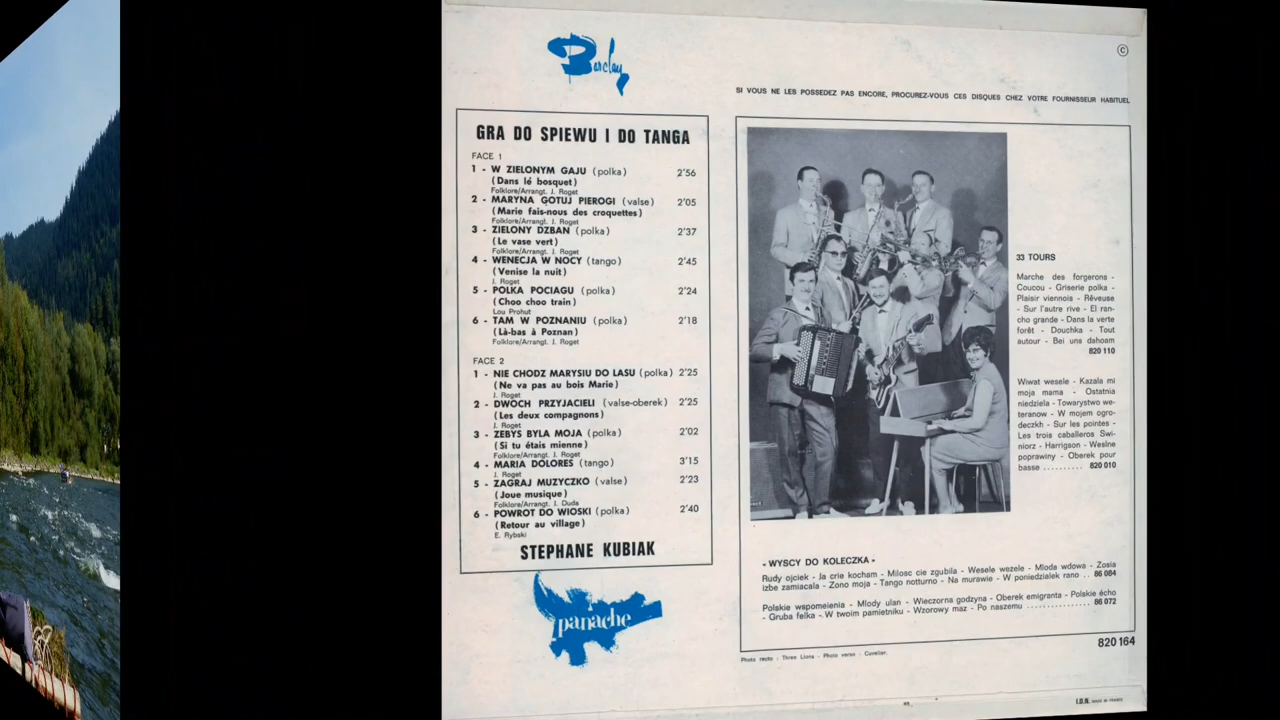 Barclay
©
SI VOUS NE LES POSSEDEZ PAS ENCORE, PROCUREZ-VOUS CES DISQUES CHEZ VOTRE FOURNISSEUR HABITUEL
GRA DO SPIEWU I DO TANGA
FACE 1
1 - W ZIELONYM GAJU (polka) 2'56
(Dans lé bosquet)
Folklore/Arrangt. J. Roget
2 - MARYNA GOTUJ PIEROGI (valse) 2'05
(Marie fais-nous des croquettes)
Folklore/Arrangt. J. Roget
3 - ZIELONY DZBAN (polka) 2'37
(Le vase vert)
Folklore/Arrangt. J. Roget
4 - WENECJA W NOCY (tango) 2'45
(Venise la nuit)
J. Roget
5 - POLKA POCIAGU (polka) 2'24
(Choo choo train)
Lou Prohut
6 - TAM W POZNANIU (polka) 2'18
(Là-bas à Poznan)
Folklore/Arrangt. J. Roget
FACE 2
1 - NIE CHODZ MARYSIU DO LASU (polka) 2'25
(Ne va pas au bois Marie)
J. Roget
2 - DWOCH PRZYJACIELI (valse-oberek) 2'25
(Les deux compagnons)
J. Roget
3 - ZEBYS BYLA MOJA (polka) 2'02
(Si tu étais mienne)
Folklore/Arrangt. J. Roget
4 - MARIA DOLORES (tango) 3'15
J. Roget
5 - ZAGRAJ MUZYCZKO (valse) 2'23
(Joue musique)
Folklore/Arrangt. J. Duda
6 - POWROT DO WIOSKI (polka) 2'40
(Retour au village)
E. Rybski
STEPHANE KUBIAK
panache
33 TOURS
Marche des forgerons -
Coucou - Griserie polka -
Plaisir viennois - Rêveuse
- Sur l'autre rive - El ran-
cho grande - Dans la verte
forêt - Douchka - Tout
autour - Bei uns dahoam
820 110
Wiwat wesele - Kazala mi
moja mama - Ostatnia
niedziela - Towarystwo we-
teranow - W mojem ogro-
deczkh - Sur les pointes -
Les trois caballeros Swi-
niorz - Harrigson - Weslne
poprawiny - Oberek pour
basse .......... 820 010
« WYSCY DO KOLECZKA »
Rudy ojciek - Ja crie kocham - Milosc cie zgubila - Wesele wezele - Mloda wdowa - Zosia
izbe zamiacala - Zono moja - Tango notturno - Na murawie - W poniedzialek rano .. 86 084
Polskie wspomeienia - Mlody ulan - Wieczorna godzyna - Oberek emigranta - Polskie écho
- Gruba felka - W twoim pamietniku - Wzorowy maz - Po naszemu ................ 86 072
820 164
Photo recto : Three Lions - Photo verso : Cuvelier.
I.D.N. MADE IN FRANCE